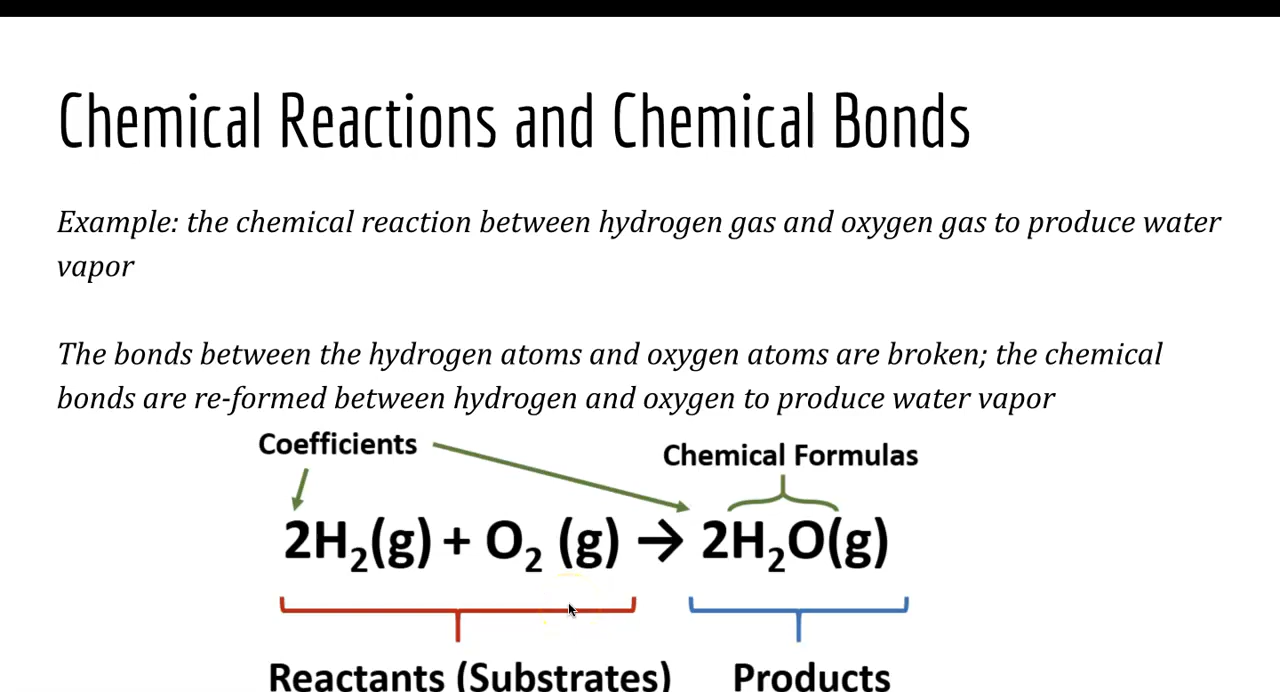 Chemical Reactions and Chemical Bonds
Example: the chemical reaction between hydrogen gas and oxygen gas to produce water
vapor
The bonds between the hydrogen atoms and oxygen atoms are broken; the chemical
bonds are re-formed between hydrogen and oxygen to produce water vapor
Coefficients
Chemical Formulas
2H₂(g) + O₂ (g) → 2H₂O(g)
Reactants (Substrates)
Products